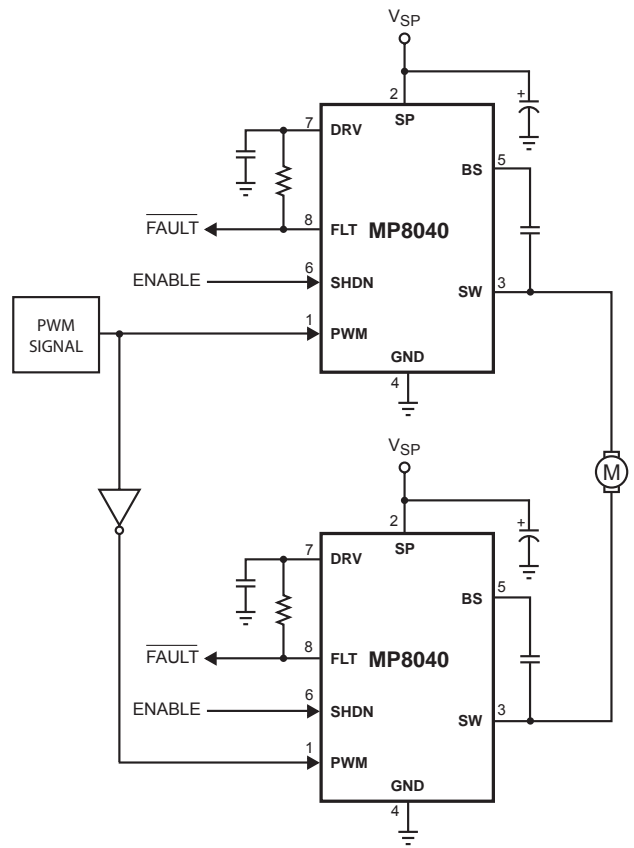 VSP
2
SP
7
DRV
5
BS
FAULT
8
FLT
MP8040
6
ENABLE
SHDN
3
SW
PWM
SIGNAL
1
PWM
GND
4
M
VSP
2
SP
7
DRV
5
BS
FAULT
8
FLT
MP8040
6
ENABLE
SHDN
3
SW
1
PWM
GND
4
+
+